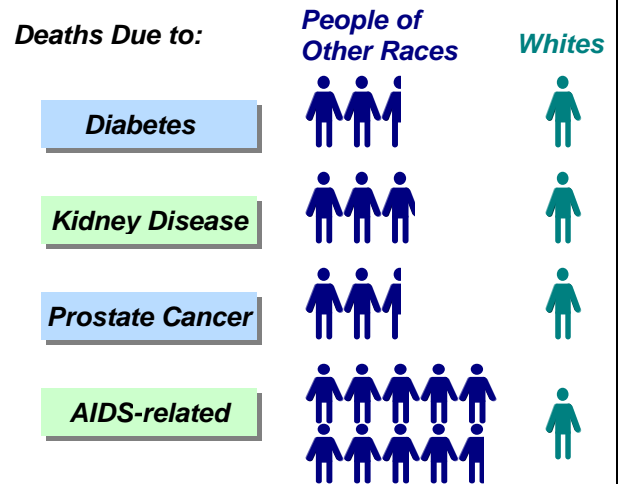 Deaths Due to:
People of
Other Races
Whites
Diabetes
Kidney Disease
Prostate Cancer
AIDS-related